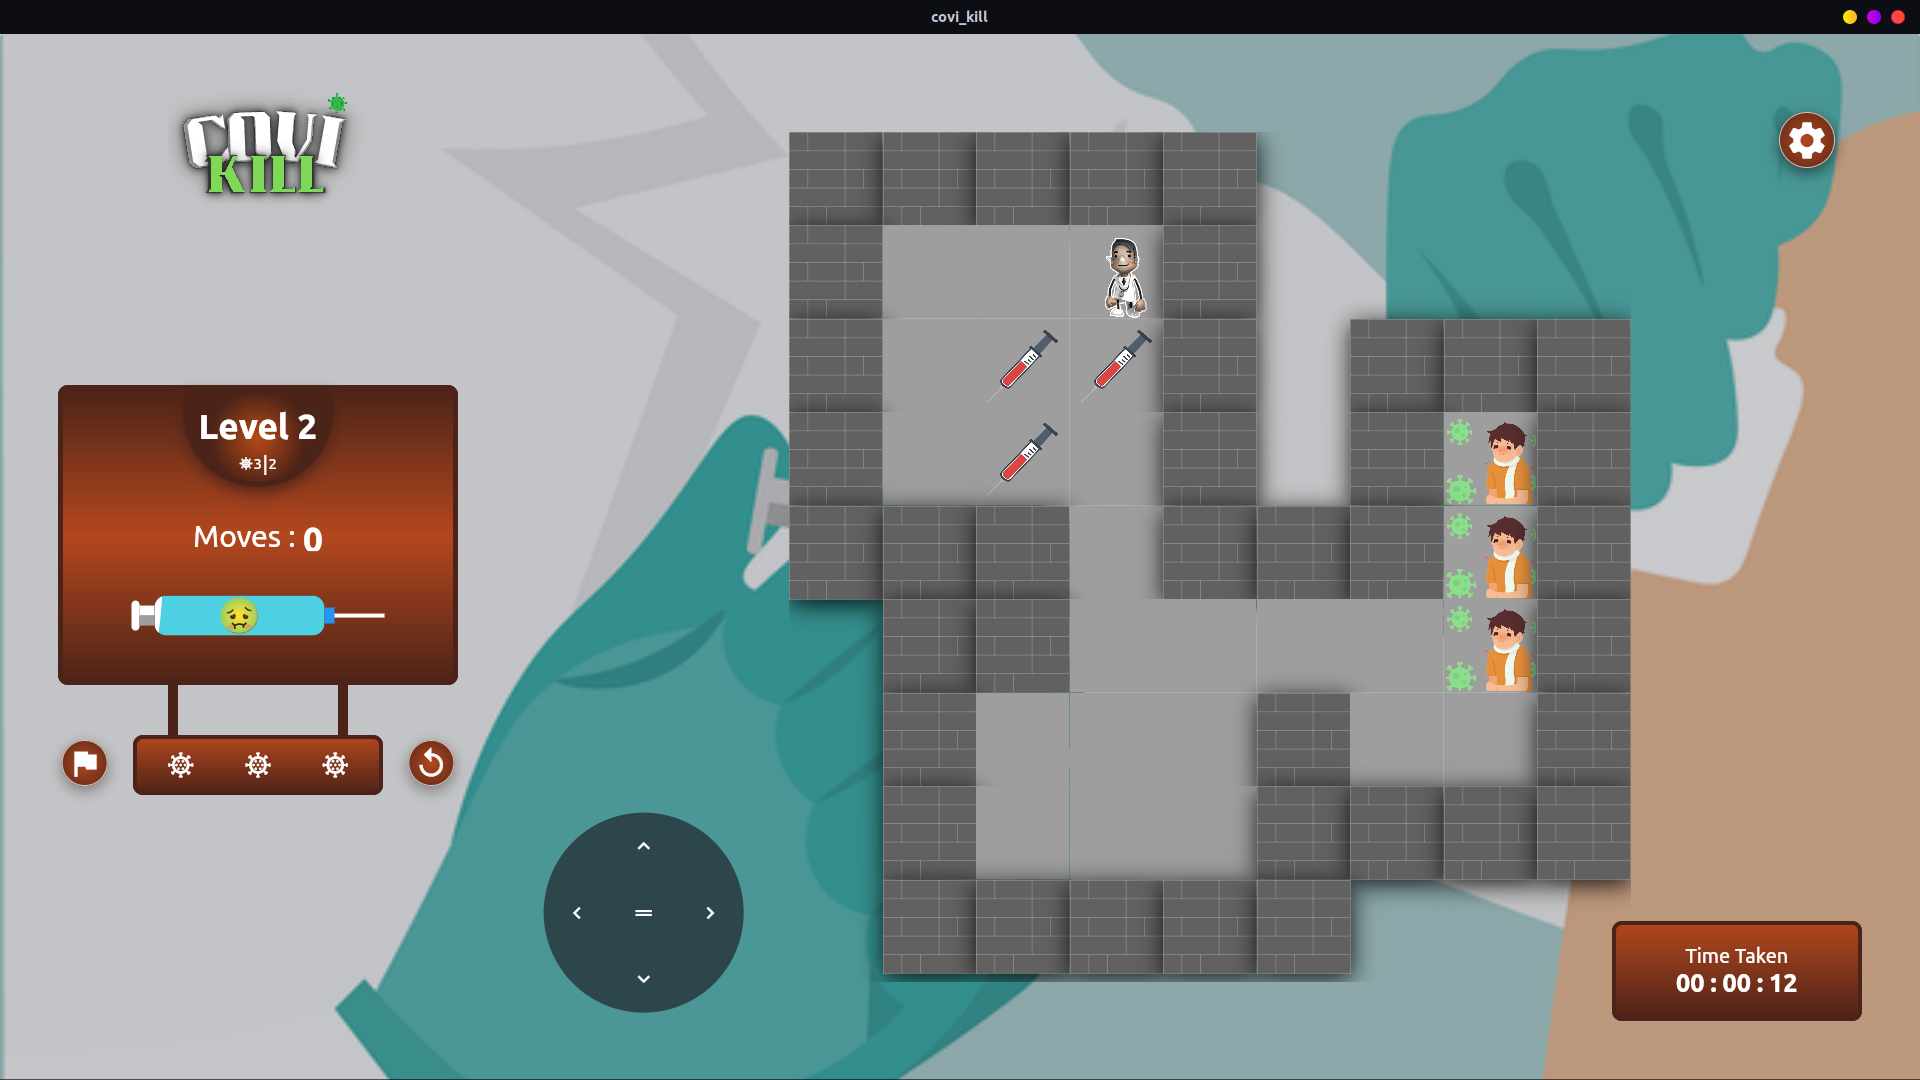 covi_kill
COVI
KILL
Level 2
3|2
Moves : 0
Time Taken
00 : 00 : 12